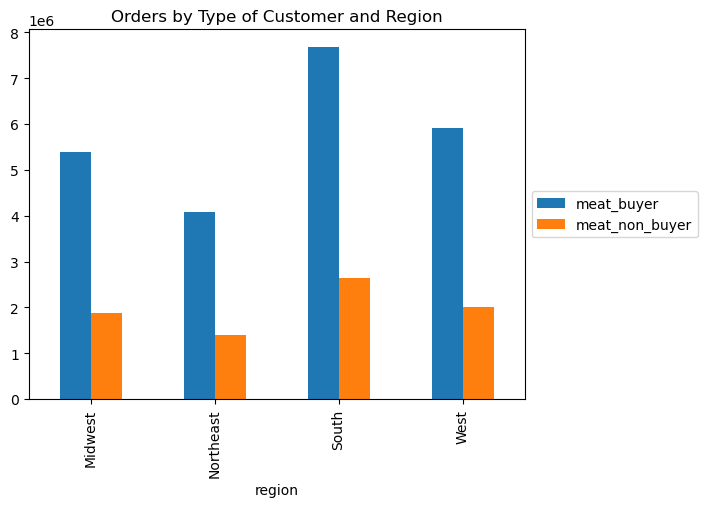 Orders by Type of Customer and Region
1e6
8
7
6
5
4
3
2
1
0
Midwest
Northeast
South
West
region
meat_buyer
meat_non_buyer